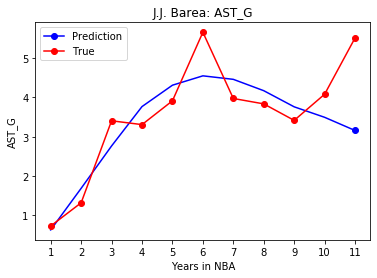 J.J. Barea: AST_G
Prediction
True
AST_G
5
4
3
2
1
1 2 3 4 5 6 7 8 9 10 11
Years in NBA